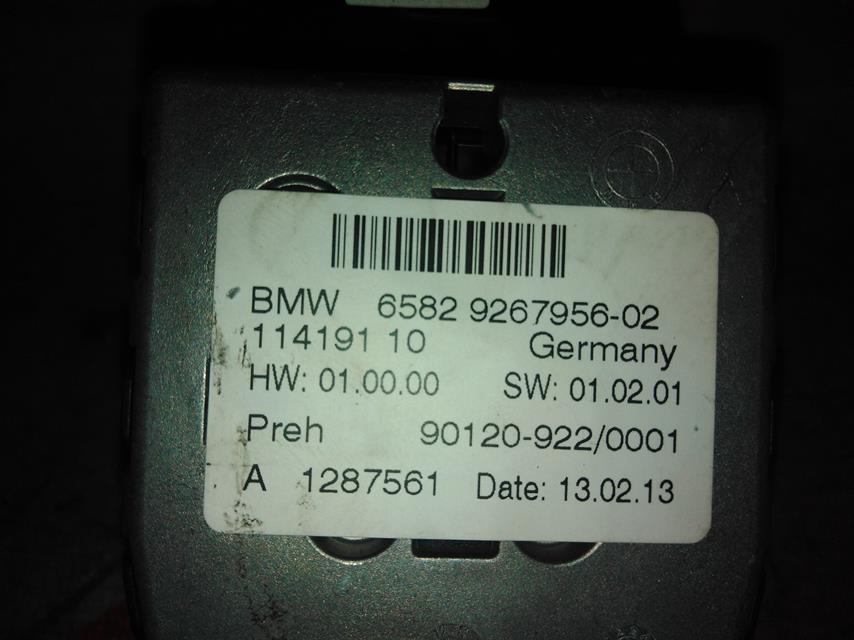 BMW 6582 9267956-02
114191 10 Germany
HW: 01.00.00 SW: 01.02.01
Preh 90120-922/0001
A 1287561 Date: 13.02.13